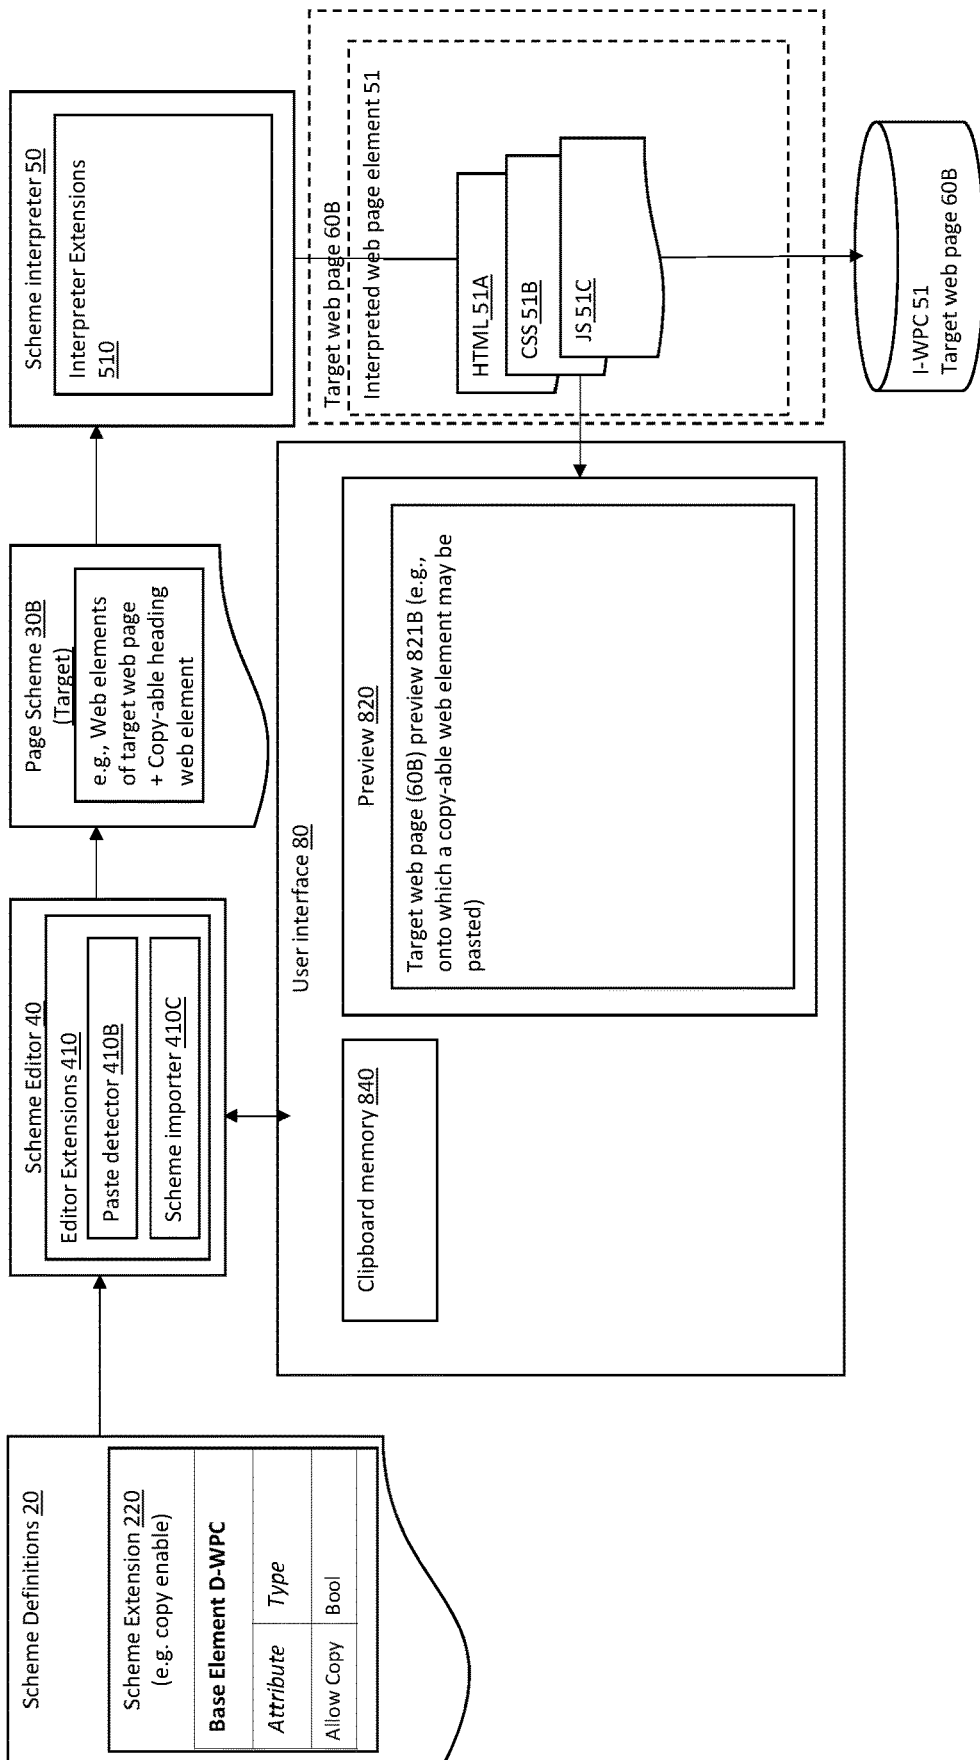 Scheme Definitions 20
Scheme Extension 220
(e.g. copy enable)
Base Element D-WPC
Attribute Type
Allow Copy Bool
Scheme Editor 40
Editor Extensions 410
Paste detector 410B
Scheme importer 410C
Page Scheme 30B
(Target)
e.g., Web elements
of target web page
+ Copy-able heading
web element
Scheme interpreter 50
Interpreter Extensions
510
User interface 80
Clipboard memory 840
Preview 820
Target web page (60B) preview 821B (e.g.,
onto which a copy-able web element may be
pasted)
Target web page 60B
Interpreted web page element 51
HTML 51A
CSS 51B
JS 51C
I-WPC 51
Target web page 60B